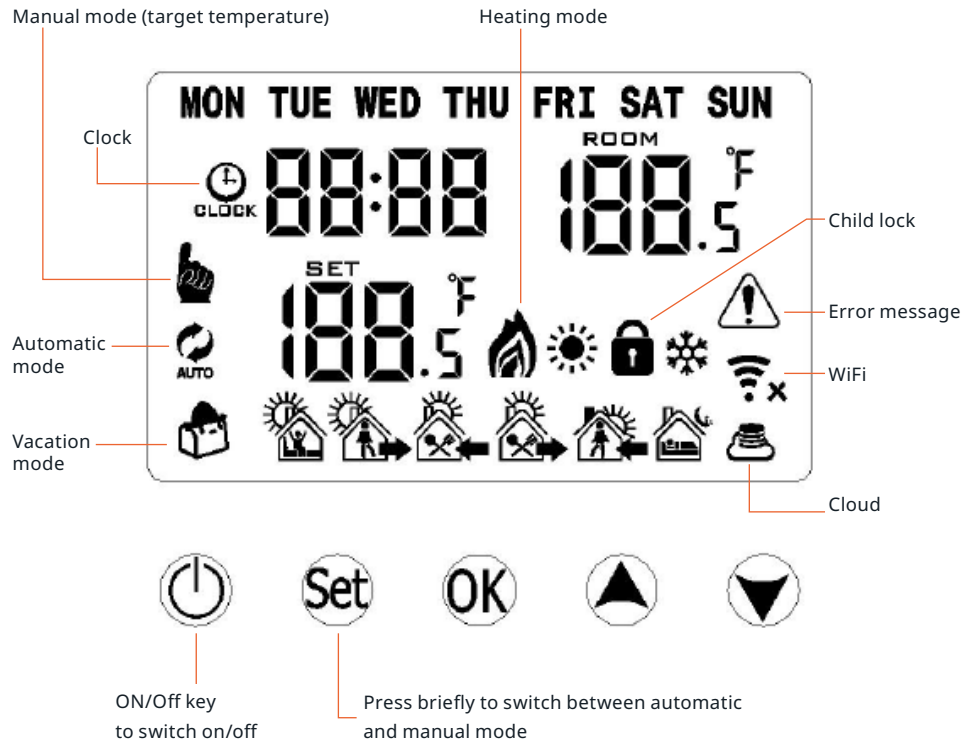 Manual mode (target temperature)
Heating mode
MON TUE WED THU FRI SAT SUN
Clock
ROOM
CLOCK
88:88
188.5 °F
Child lock
SET
188.5 °F
Error message
Automatic
mode
AUTO
WiFi
Vacation
mode
Cloud
Set
OK
ON/Off key
to switch on/off
Press briefly to switch between automatic
and manual mode